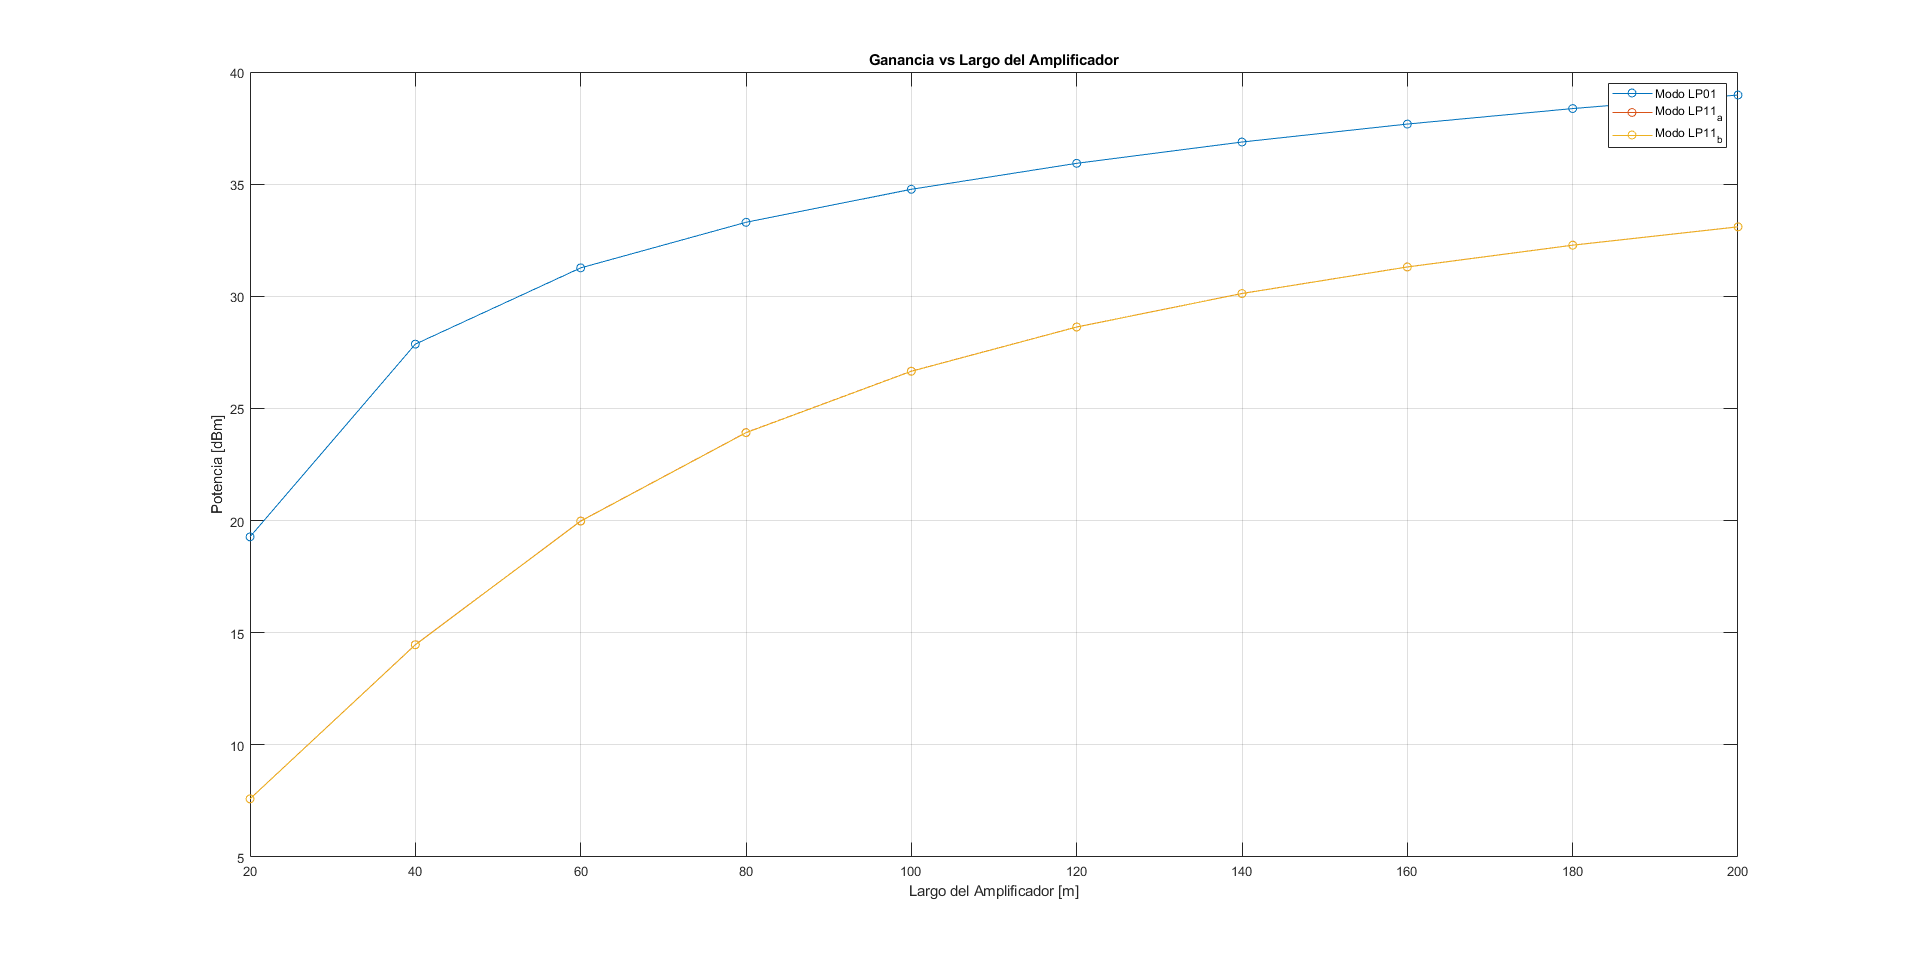 Ganancia vs Largo del Amplificador
40
35
30
25
20
15
10
5
Potencia [dBm]
Modo LP01
Modo LP11a
Modo LP11b
20 40 60 80 100 120 140 160 180 200
Largo del Amplificador [m]